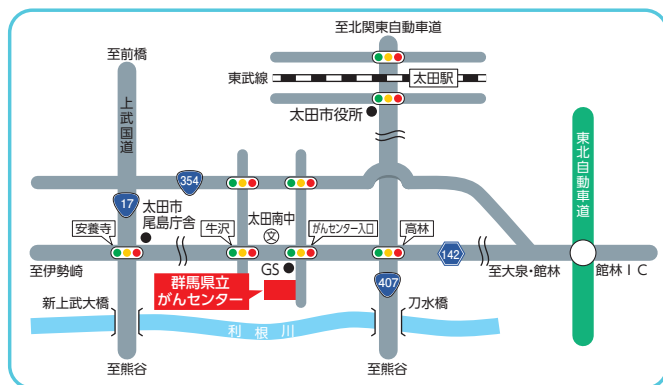 至北関東自動車道
至前橋
東武線
太田駅
太田市役所
上武国道
東北自動車道
354
17
太田市
尾島庁舎
安養寺
牛沢
太田南中
文
がんセンター入口
高林
142
至伊勢崎
GS
至大泉・館林
館林IC
群馬県立
がんセンター
407
新上武大橋
刀水橋
利根川
至熊谷
至熊谷